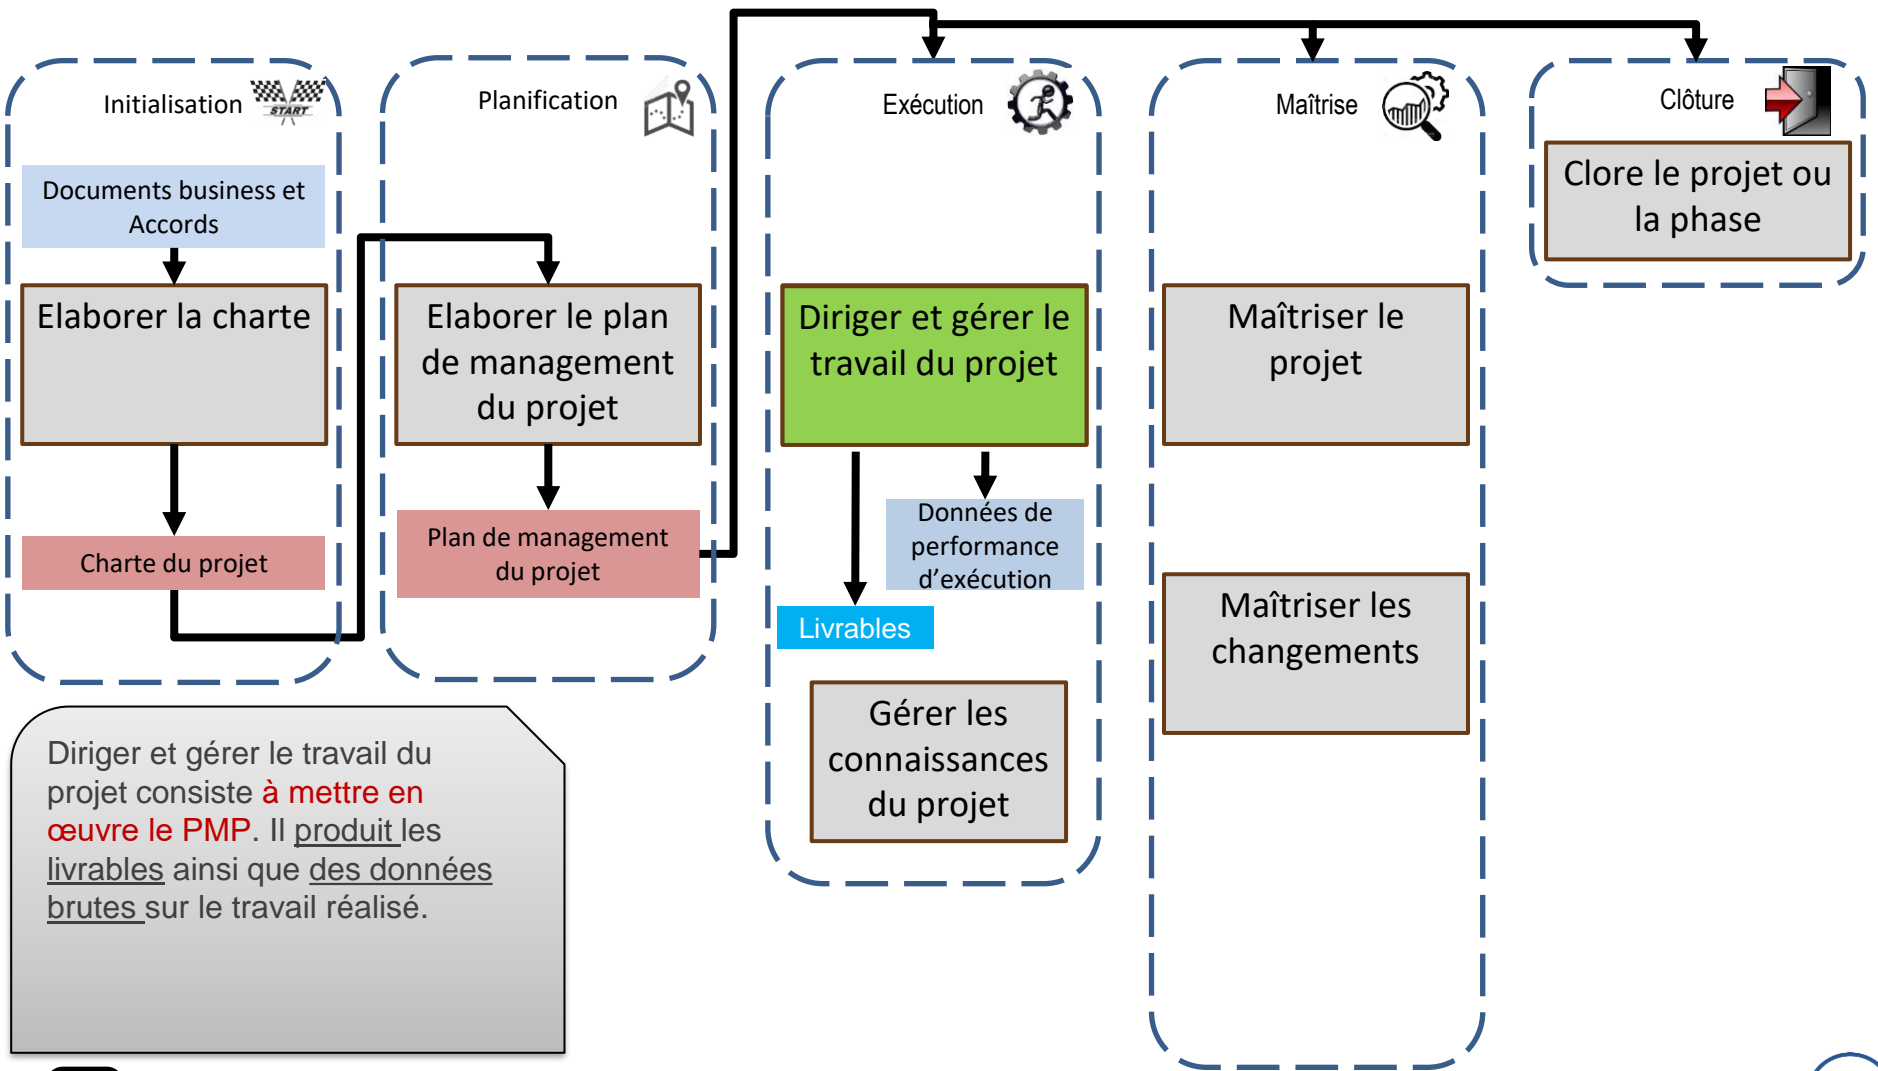 Initialisation
START
Documents business et
Accords
Elaborer la charte
Charte du projet
Planification
Elaborer le plan
de management
du projet
Plan de management
du projet
Exécution
Diriger et gérer le
travail du projet
Données de
performance
d’exécution
Livrables
Gérer les
connaissances
du projet
Maîtrise
Maîtriser le
projet
Maîtriser les
changements
Clôture
Clore le projet ou
la phase
Diriger et gérer le travail du
projet consiste à mettre en
œuvre le PMP. Il produit les
livrables ainsi que des données
brutes sur le travail réalisé.